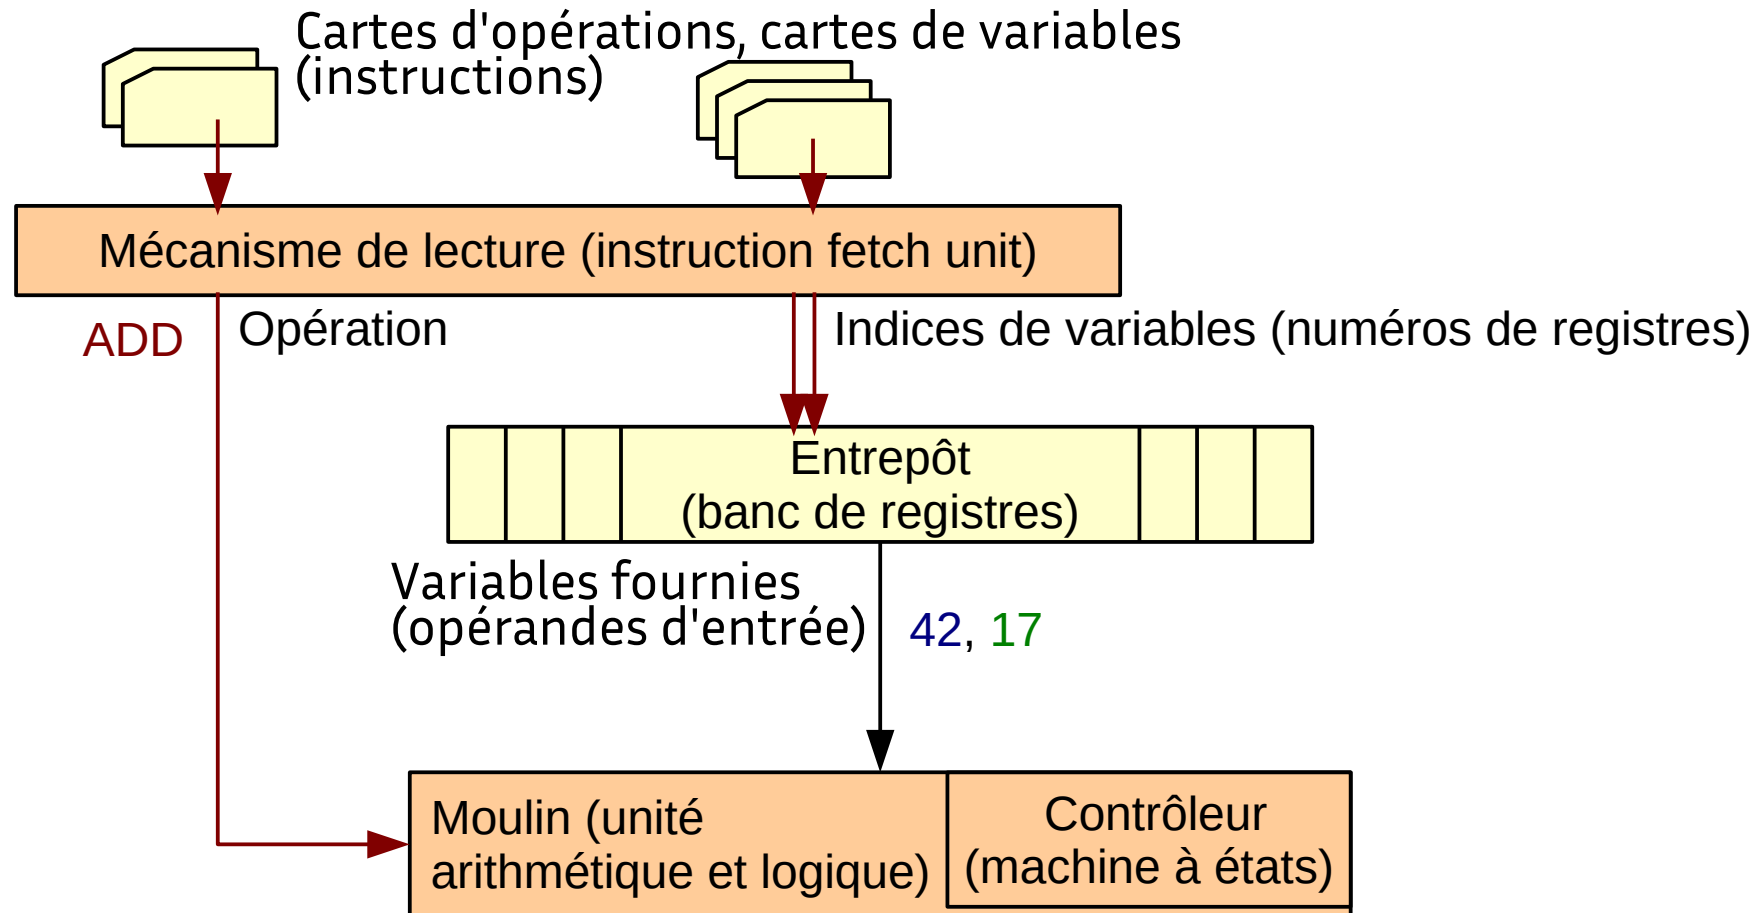 Cartes d'opérations, cartes de variables
(instructions)
Mécanisme de lecture (instruction fetch unit)
ADD
Opération
Indices de variables (numéros de registres)
Entrepôt
(banc de registres)
Variables fournies
(opérandes d'entrée)
42, 17
Moulin (unité
arithmétique et logique)
Contrôleur
(machine à états)